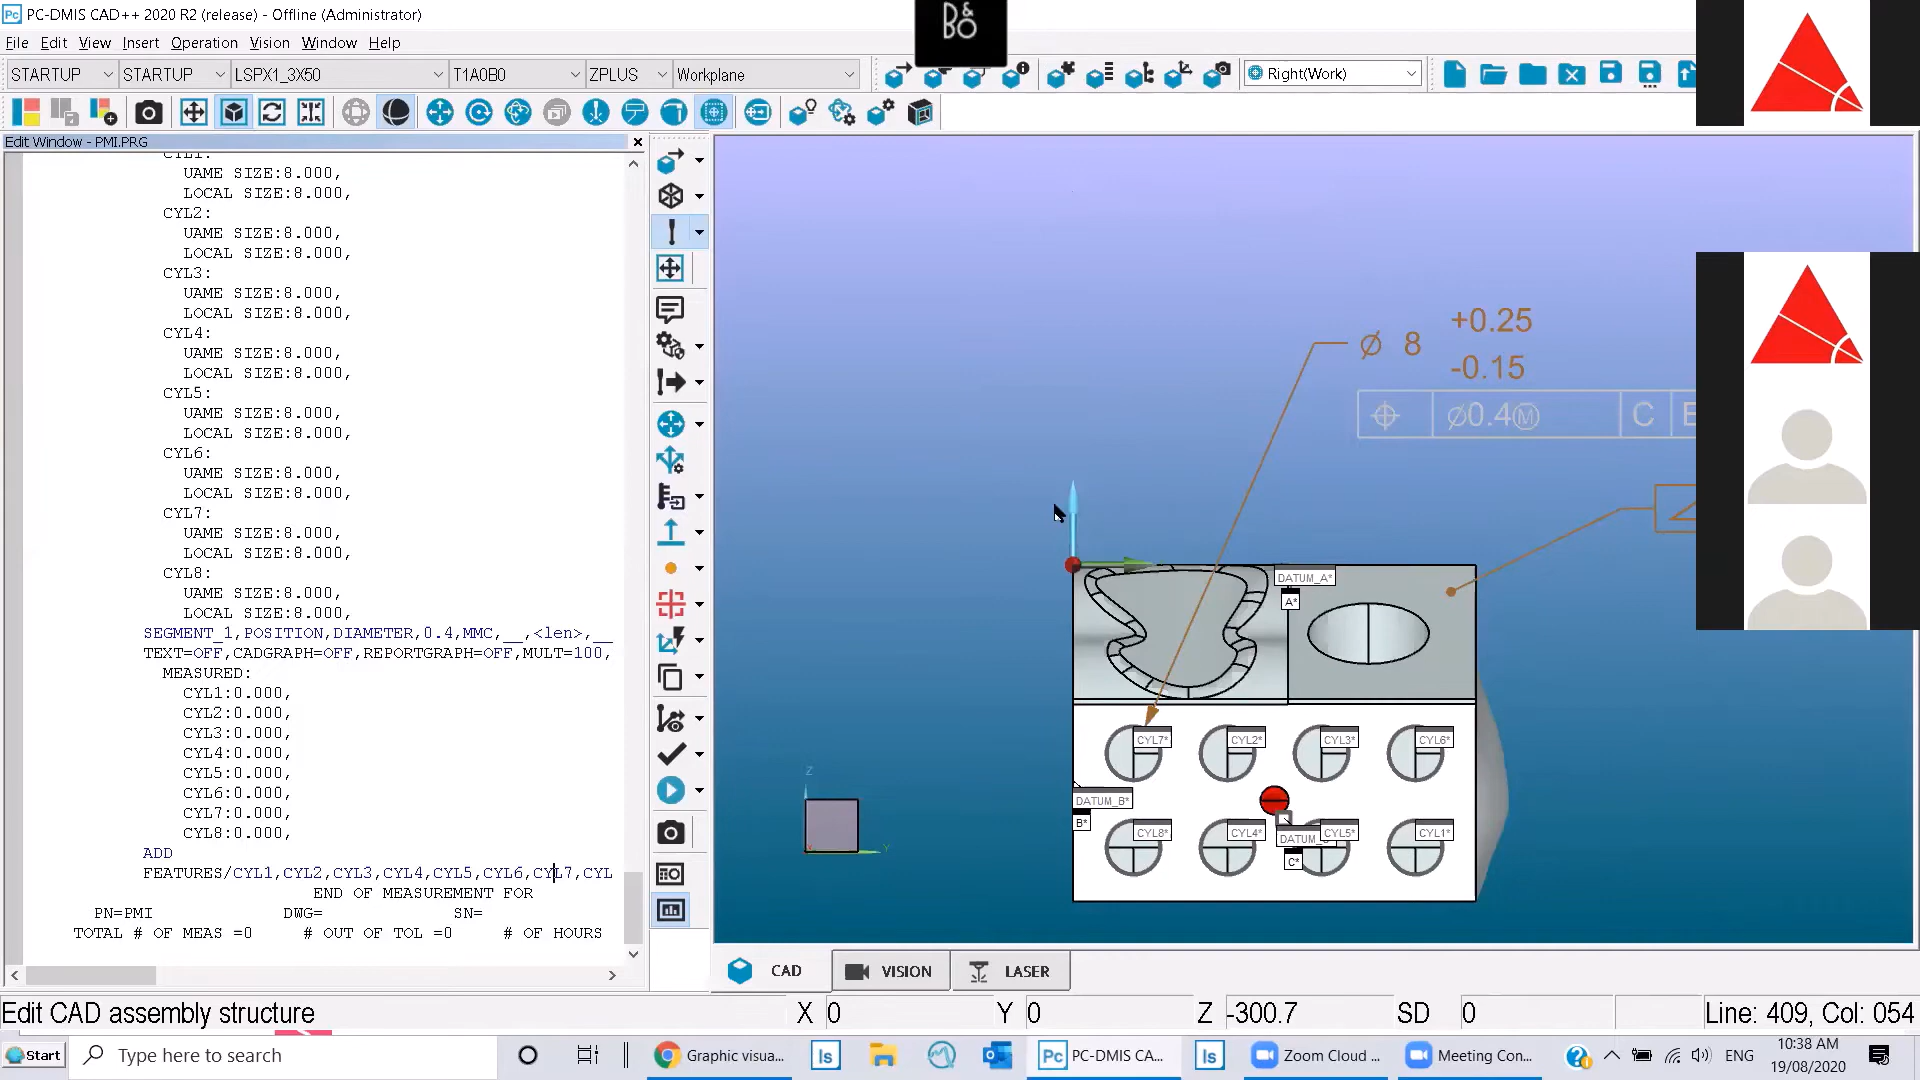 PC-DMIS CAD++ 2020 R2 (release) - Offline (Administrator)
B&O
File Edit View Insert Operation Vision Window Help
STARTUP STARTUP LSPX1_3X50 T1A0B0 ZPLUS Workplane Right(Work)
Edit Window - PMI.PRG
CYL1:
UAME SIZE:8.000,
LOCAL SIZE:8.000,
CYL2:
UAME SIZE:8.000,
LOCAL SIZE:8.000,
CYL3:
UAME SIZE:8.000,
LOCAL SIZE:8.000,
CYL4:
UAME SIZE:8.000,
LOCAL SIZE:8.000,
CYL5:
UAME SIZE:8.000,
LOCAL SIZE:8.000,
CYL6:
UAME SIZE:8.000,
LOCAL SIZE:8.000,
CYL7:
UAME SIZE:8.000,
LOCAL SIZE:8.000,
CYL8:
UAME SIZE:8.000,
LOCAL SIZE:8.000,
SEGMENT_1,POSITION,DIAMETER,0.4,MMC,__,<len>,__
TEXT=OFF,CADGRAPH=OFF,REPORTGRAPH=OFF,MULT=100,
MEASURED:
CYL1:0.000,
CYL2:0.000,
CYL3:0.000,
CYL4:0.000,
CYL5:0.000,
CYL6:0.000,
CYL7:0.000,
CYL8:0.000,
ADD
FEATURES/CYL1,CYL2,CYL3,CYL4,CYL5,CYL6,CYL7,CYL
END OF MEASUREMENT FOR
PN=PMI DWG= SN=
TOTAL # OF MEAS =0 # OUT OF TOL =0 # OF HOURS
+0.25
Ø 8
-0.15
⌖ Ø0.4Ⓜ C
DATUM_A*
A*
CYL7* CYL2* CYL3* CYL6*
DATUM_B*
B*
CYL8* CYL4* DATUM_ CYL5* CYL1*
C*
Z
Y
CAD VISION LASER
Edit CAD assembly structure X 0 Y 0 Z -300.7 SD 0 Line: 409, Col: 054
Start Type here to search Graphic visua... Is PC-DMIS CA... Is Zoom Cloud ... Meeting Con... ENG 10:38 AM
19/08/2020